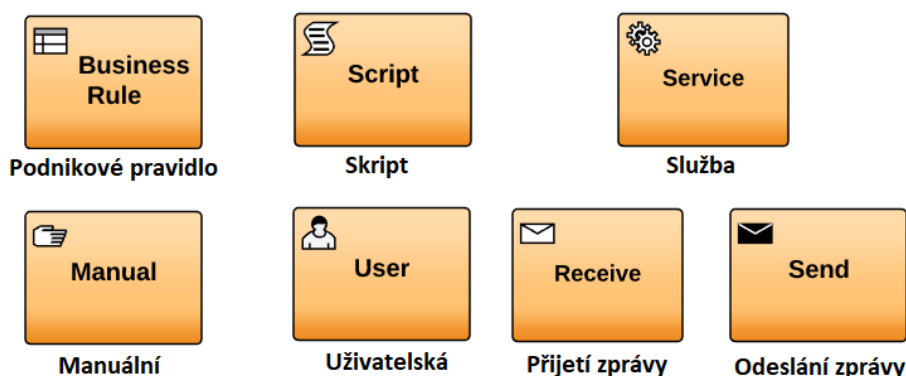 Business
Rule
Script
Service
Podnikové pravidlo
Skript
Služba
Manual
User
Receive
Send
Manuální
Uživatelská
Přijetí zprávy
Odeslání zprávy